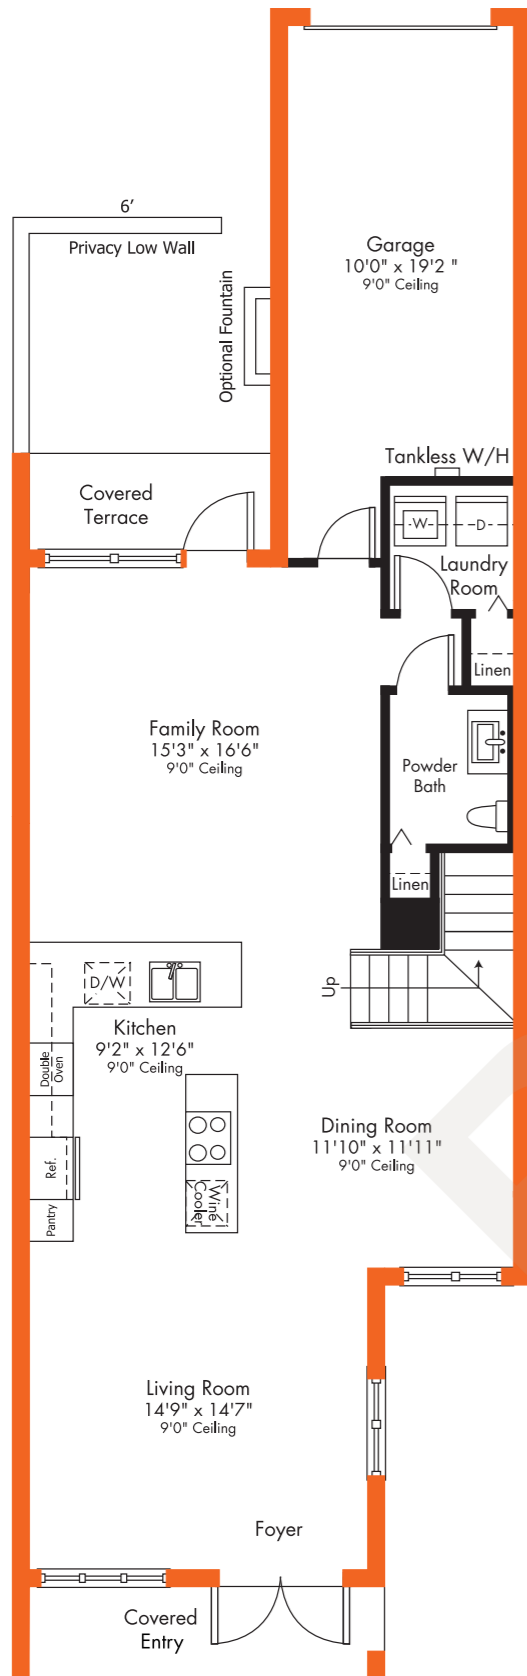 Garage
10'0" x 19'2 "
9'0" Ceiling
6'
Privacy Low Wall
Optional Fountain
Tankless W/H
Covered
Terrace
W
D
Laundry
Room
Linen
Family Room
15'3" x 16'6"
9'0" Ceiling
Powder
Bath
Linen
Up
D/W
Kitchen
9'2" x 12'6"
9'0" Ceiling
Double
Oven
Ref.
Pantry
Wine
Cooler
Dining Room
11'10" x 11'11"
9'0" Ceiling
Living Room
14'9" x 14'7"
9'0" Ceiling
Foyer
Covered
Entry